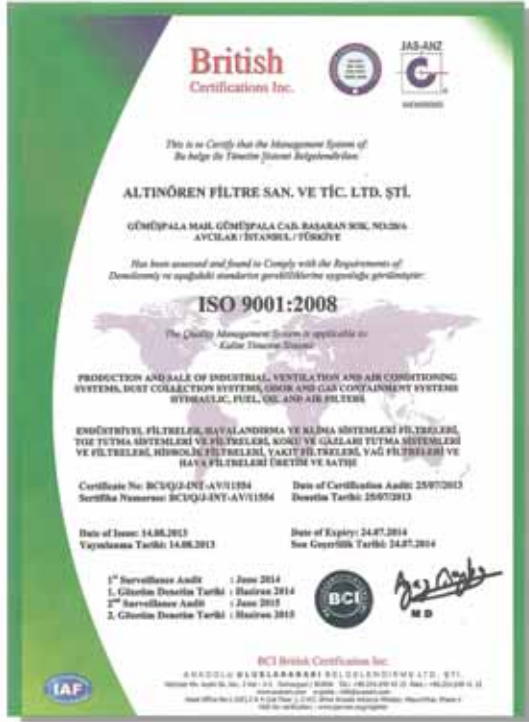 British
Certifications Inc.
JAS-ANZ
This is to Certify that the Management System of:
Bu belge ile Yönetim Sistemi Belgelendirilen:
ALTINÖREN FİLTRE SAN. VE TİC. LTD. ŞTİ.
GÜMÜŞPALA MAH. GÜMÜŞPALA CAD. BAŞARAN SOK. NO:20/A
AVCILAR / İSTANBUL / TÜRKİYE
Has been assessed and found to Comply with the Requirements of:
Denetlenmiş ve aşağıdaki standartın gerekliliklerine uygunluğu görülmüştür:
ISO 9001:2008
The Quality Management System is applicable to:
Kalite Yönetim Sistemi
PRODUCTION AND SALE OF INDUSTRIAL, VENTILATION AND AIR CONDITIONING
SYSTEMS, DUST COLLECTION SYSTEMS, ODOR AND GAS CONTAINMENT SYSTEMS
HYDRAULIC, FUEL, OIL AND AIR FILTERS
ENDÜSTRİYEL FİLTRELER, HAVALANDIRMA VE KLİMA SİSTEMLERİ FİLTRELERİ,
TOZ TUTMA SİSTEMLERİ VE FİLTRELERİ, KOKU VE GAZLARI TUTMA SİSTEMLERİ
VE FİLTRELERİ, HİDROLİK FİLTRELERİ, YAKIT FİLTRELERİ, YAĞ FİLTRELERİ VE
HAVA FİLTRELERİ ÜRETİM VE SATIŞI
Certificate No: BCI/Q/J-INT-AV/11554
Date of Certification Audit: 25/07/2013
Sertifika Numarası: BCI/Q/J-INT-AV/11554
Denetim Tarihi: 25/07/2013
Date of Issue: 14.08.2013
Date of Expiry: 24.07.2014
Yayınlanma Tarihi: 14.08.2013
Son Geçerlilik Tarihi: 24.07.2014
1st Surveillance Audit : June 2014
1. Gözetim Denetim Tarihi : Haziran 2014
2nd Surveillance Audit : June 2015
2. Gözetim Denetim Tarihi : Haziran 2015
BCI
M D
IAF
BCI British Certification Inc.
ANADOLU ULUSLARARASI BELGELENDİRME LTD. ŞTİ.